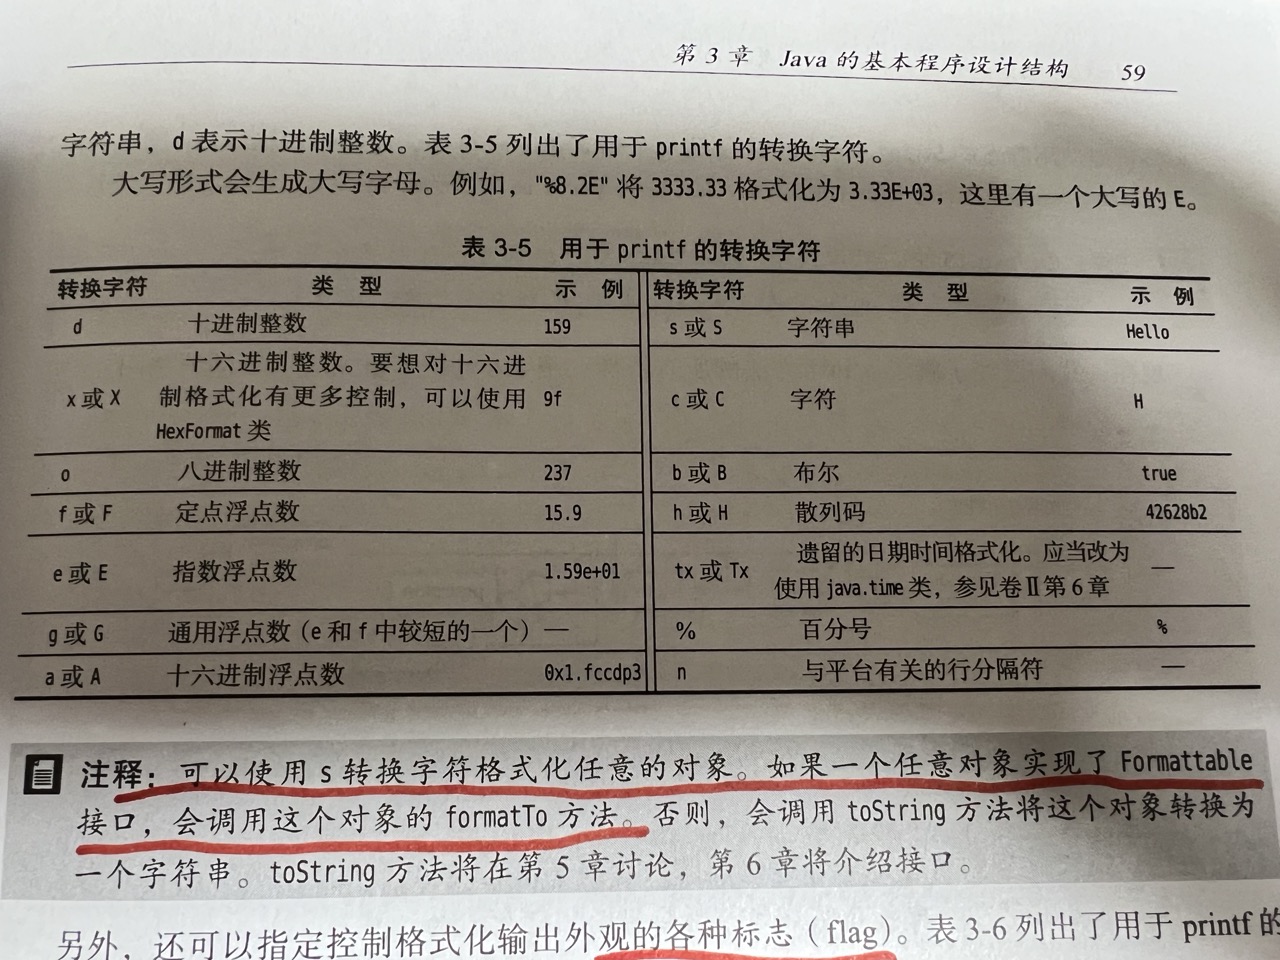 第 3 章 Java 的基本程序设计结构 59
字符串，d 表示十进制整数。表 3-5 列出了用于 printf 的转换字符。
大写形式会生成大写字母。例如，"%8.2E" 将 3333.33 格式化为 3.33E+03，这里有一个大写的 E。
表 3-5 用于 printf 的转换字符
转换字符 类 型 示 例 转换字符 类 型 示 例
d 十进制整数 159 s 或 S 字符串 Hello
十六进制整数。要想对十六进
x 或 X 制格式化有更多控制，可以使用 9f c 或 C 字符 H
HexFormat 类
o 八进制整数 237 b 或 B 布尔 true
f 或 F 定点浮点数 15.9 h 或 H 散列码 42628b2
遗留的日期时间格式化。应当改为
e 或 E 指数浮点数 1.59e+01 tx 或 Tx —
使用 java.time 类，参见卷Ⅱ第 6 章
g 或 G 通用浮点数（e 和 f 中较短的一个） — % 百分号 %
a 或 A 十六进制浮点数 0x1.fccdp3 n 与平台有关的行分隔符 —
注释：可以使用 s 转换字符格式化任意的对象。如果一个任意对象实现了 Formattable
接口，会调用这个对象的 formatTo 方法。否则，会调用 toString 方法将这个对象转换为
一个字符串。toString 方法将在第 5 章讨论，第 6 章将介绍接口。
另外，还可以指定控制格式化输出外观的各种标志（flag）。表 3-6 列出了用于 printf 的